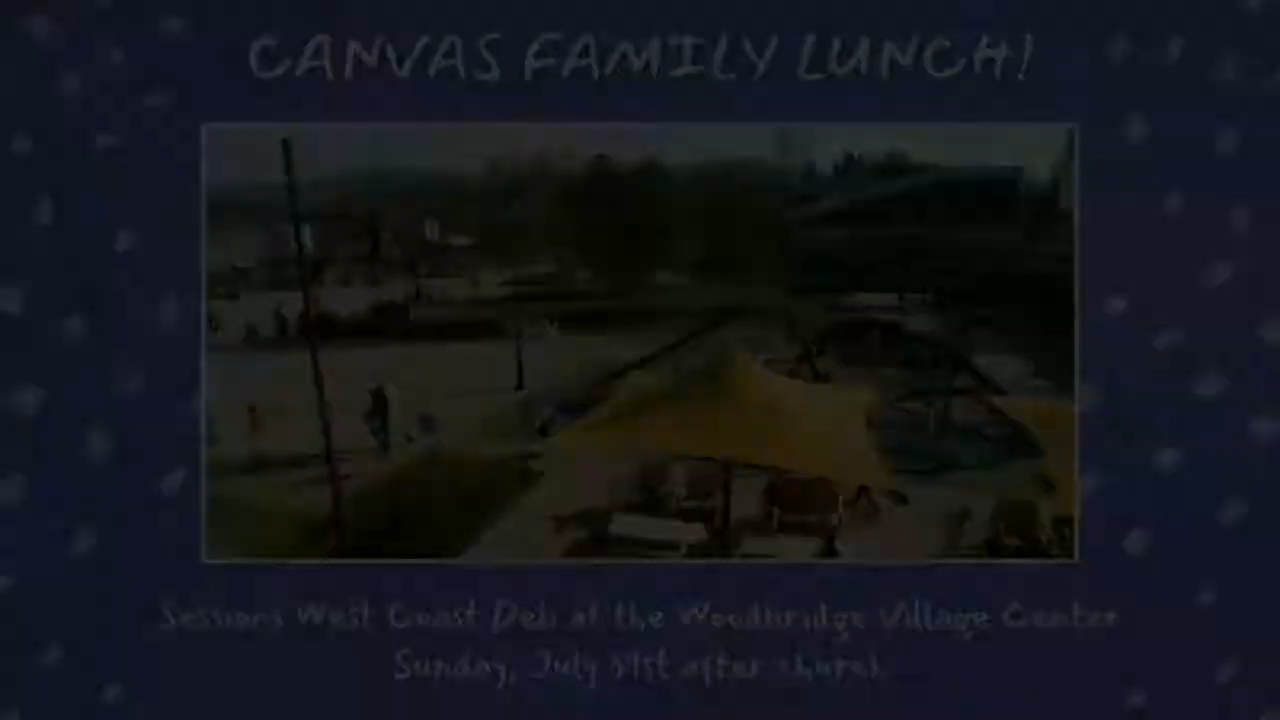 CANVAS FAMILY LUNCH!
Sessions West Coast Deli at the Woodbridge Village Center
Sunday, July 31st after church